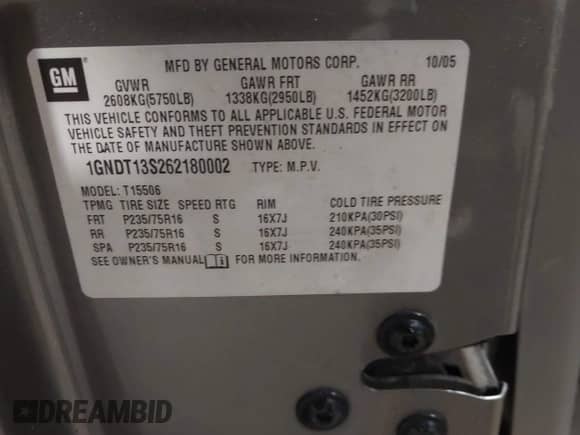 GM
MFD BY GENERAL MOTORS CORP. 10/05
GVWR GAWR FRT GAWR RR
2608KG(5750LB) 1338KG(2950LB) 1452KG(3200LB)
THIS VEHICLE CONFORMS TO ALL APPLICABLE U.S. FEDERAL MOTOR
VEHICLE SAFETY AND THEFT PREVENTION STANDARDS IN EFFECT ON
THE DATE OF MANUFACTURE SHOWN ABOVE.
1GNDT13S262180002 TYPE: M.P.V.
MODEL: T15506
TPMG TIRE SIZE SPEED RTG RIM COLD TIRE PRESSURE
FRT P235/75R16 S 16X7J 210KPA(30PSI)
RR P235/75R16 S 16X7J 240KPA(35PSI)
SPA P235/75R16 S 16X7J 240KPA(35PSI)
SEE OWNER'S MANUAL FOR MORE INFORMATION.
DREAMBID